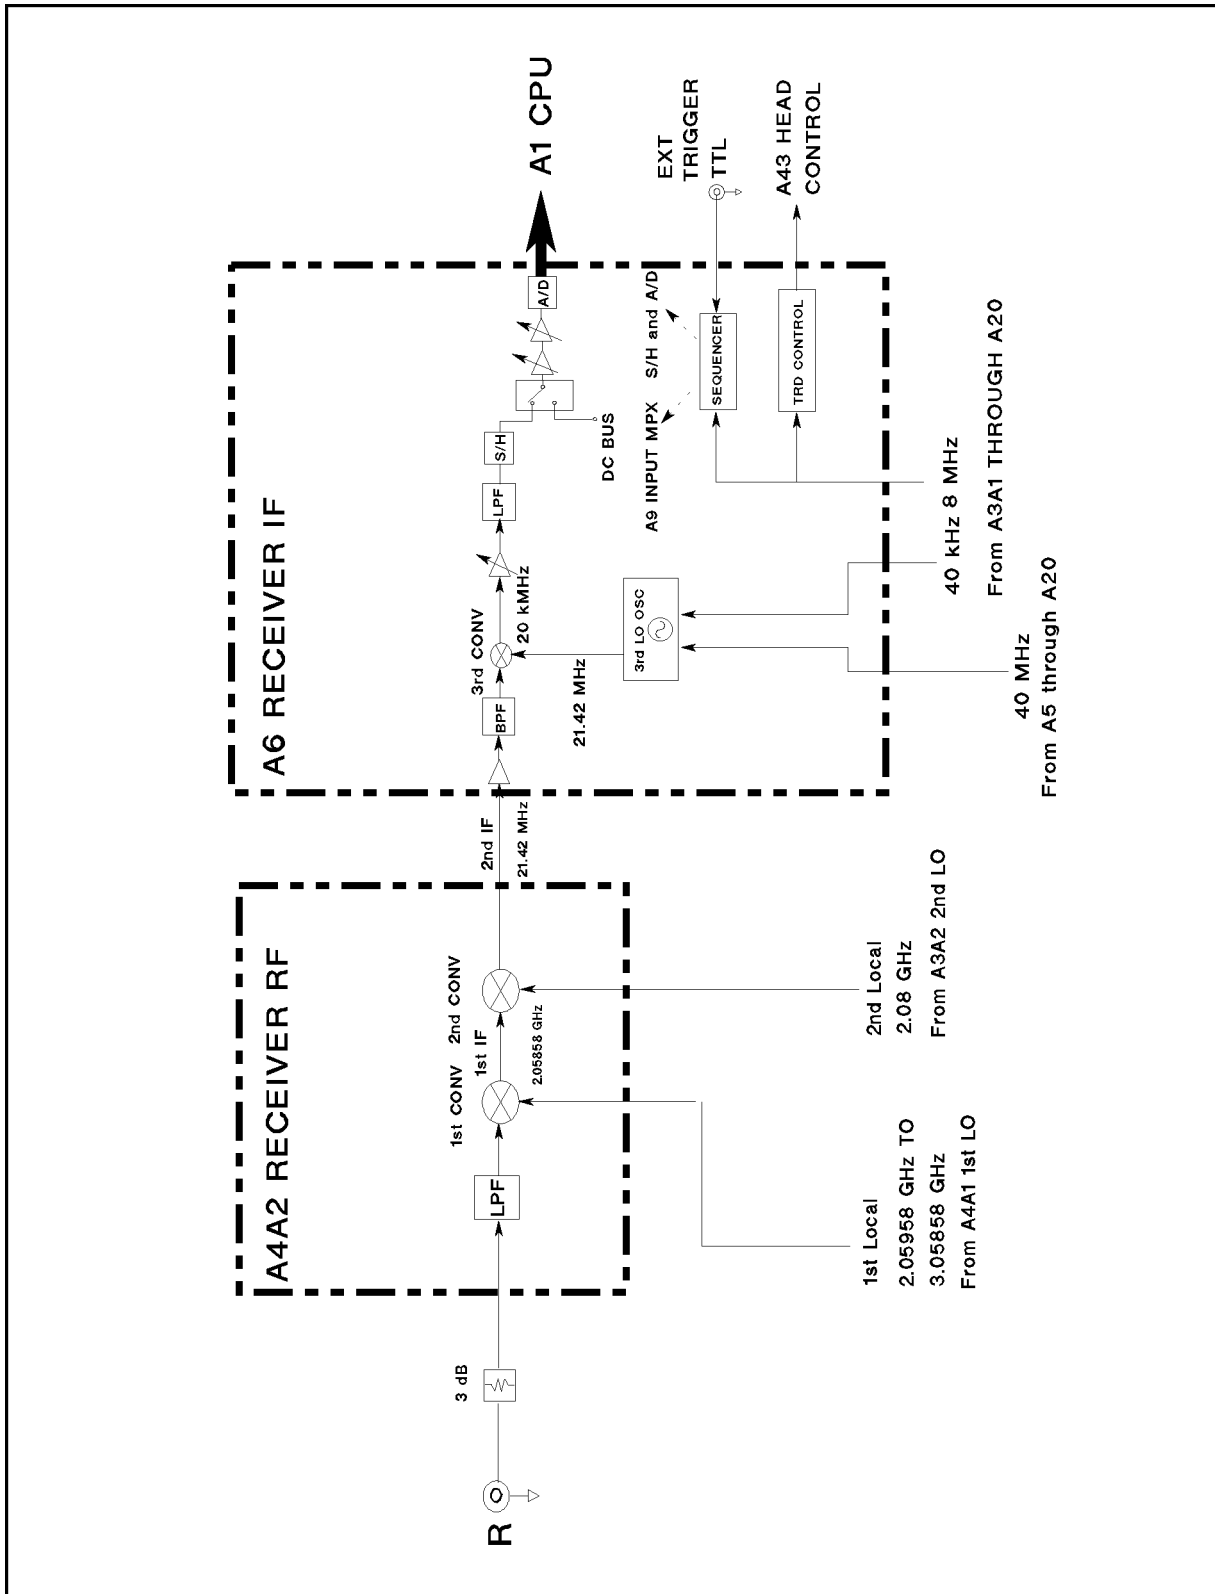 R
3 dB
A4A2 RECEIVER RF
LPF
1st CONV
1st IF
2nd CONV
2.05858 GHz
1st Local
2.05958 GHz TO
3.05858 GHz
From A4A1 1st LO
2nd Local
2.08 GHz
From A3A2 2nd LO
2nd IF
21.42 MHz
A6 RECEIVER IF
BPF
3rd CONV
20 kMHz
21.42 MHz
3rd LO OSC
LPF
S/H
DC BUS
A/D
A1 CPU
A9 INPUT MPX
S/H and A/D
SEQUENCER
TRD CONTROL
EXT
TRIGGER
TTL
A43 HEAD
CONTROL
40 kHz 8 MHz
From A3A1 THROUGH A20
40 MHz
From A5 through A20